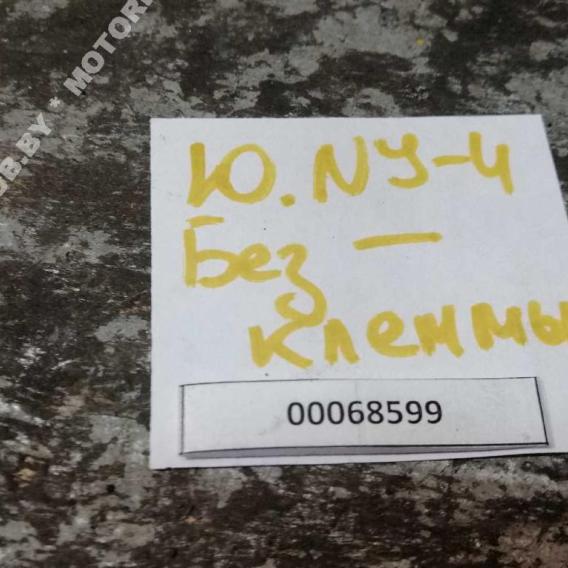 Ю. NУ-4
Без —
клеммы
00068599